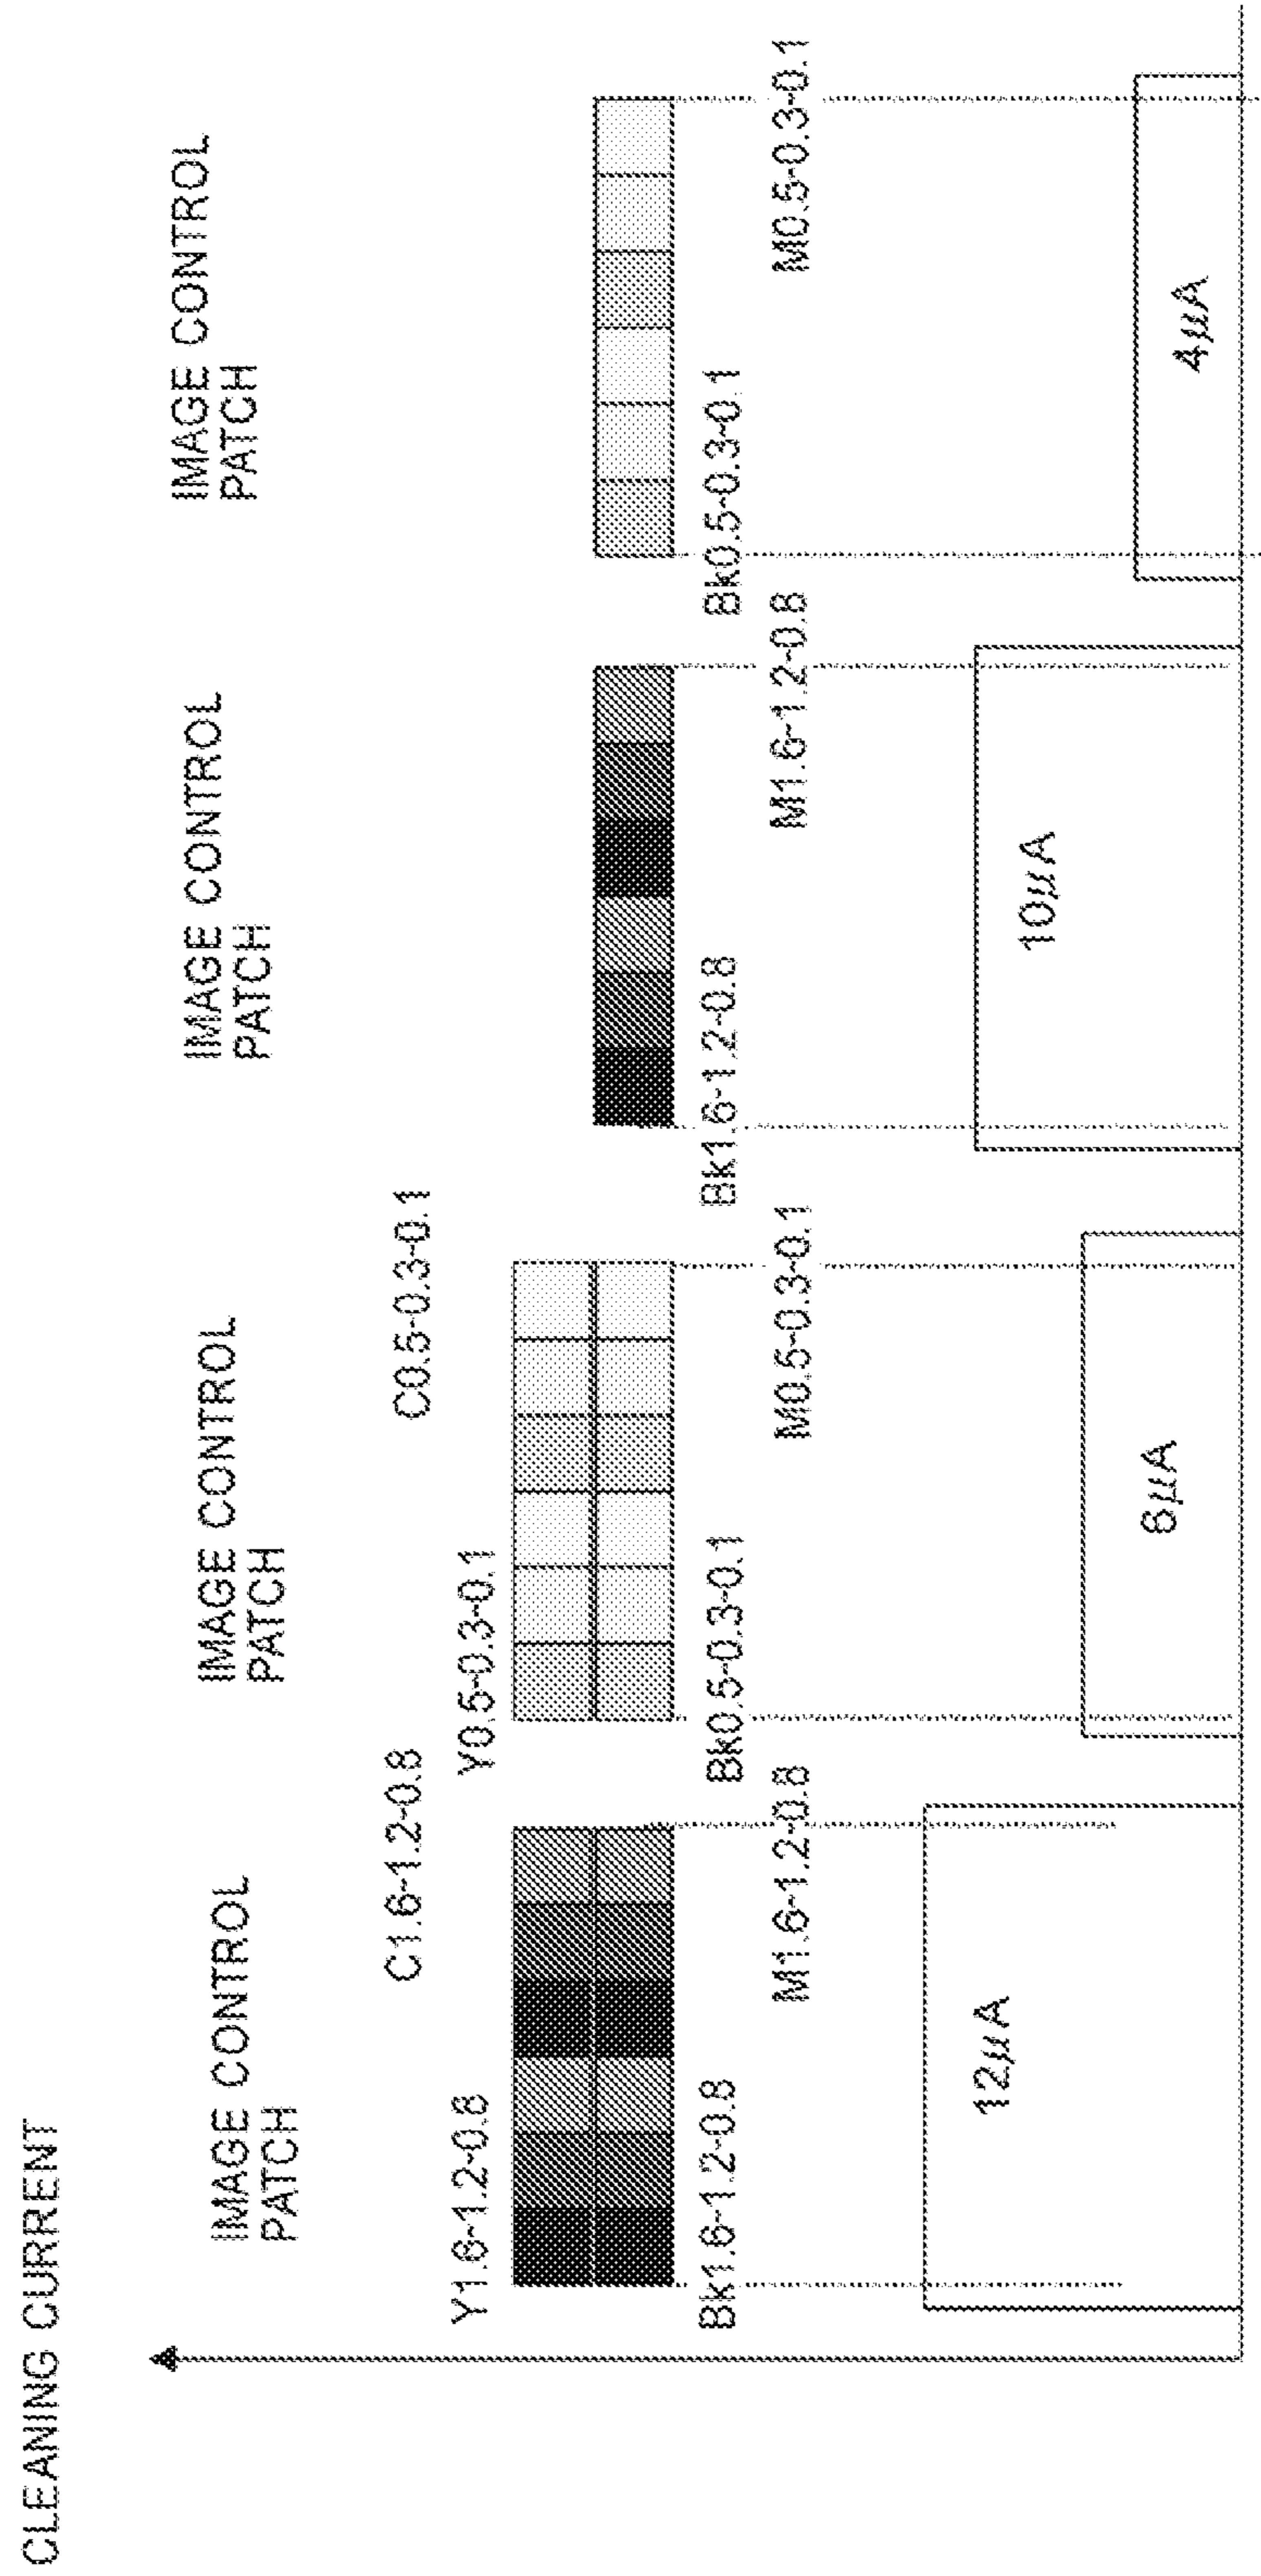 CLEANING CURRENT
IMAGE CONTROL
PATCH
C1.6-1.2-0.8
Y1.6-1.2-0.8
Bk1.6-1.2-0.8
M1.6-1.2-0.8
12μA
IMAGE CONTROL
PATCH
C0.5-0.3-0.1
Y0.5-0.3-0.1
Bk0.5-0.3-0.1
M0.5-0.3-0.1
6μA
IMAGE CONTROL
PATCH
Bk1.6-1.2-0.8
M1.6-1.2-0.8
10μA
IMAGE CONTROL
PATCH
Bk0.5-0.3-0.1
M0.5-0.3-0.1
4μA